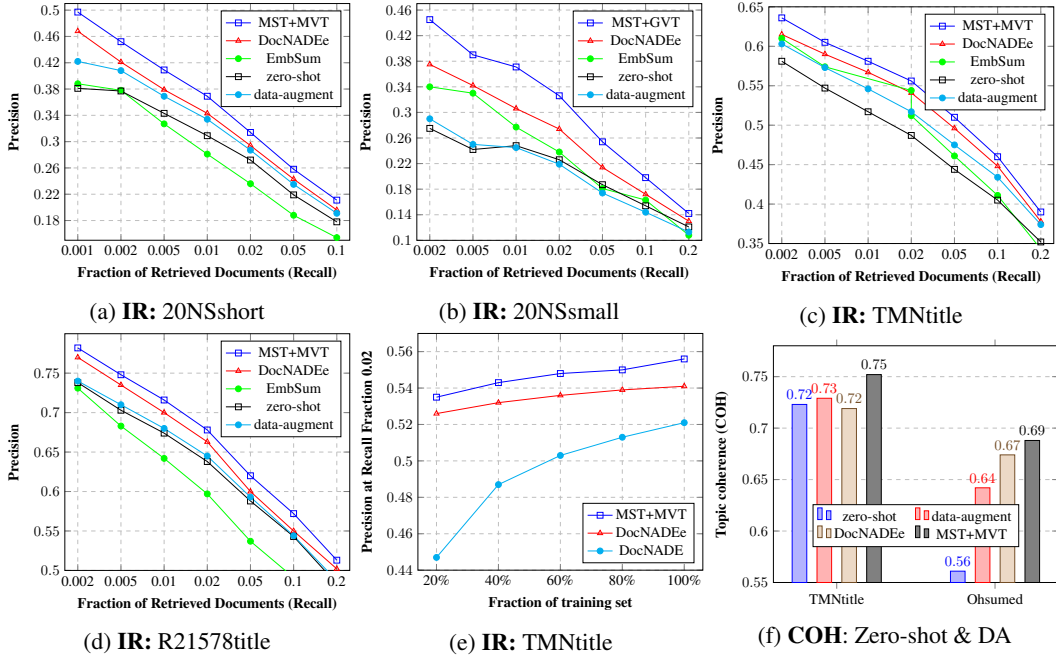 0.5
0.46
0.42
0.38
0.34
0.3
0.26
0.22
0.18
Precision
0.001 0.002 0.005 0.01 0.02 0.05 0.1
Fraction of Retrieved Documents (Recall)
MST+MVT
DocNADEe
EmbSum
zero-shot
data-augment
(a) IR: 20NSshort
0.46
0.42
0.38
0.34
0.3
0.26
0.22
0.18
0.14
0.1
Precision
0.002 0.005 0.01 0.02 0.05 0.1 0.2
Fraction of Retrieved Documents (Recall)
MST+GVT
DocNADEe
EmbSum
zero-shot
data-augment
(b) IR: 20NSsmall
0.65
0.6
0.55
0.5
0.45
0.4
0.35
Precision
0.002 0.005 0.01 0.02 0.05 0.1 0.2
Fraction of Retrieved Documents (Recall)
MST+MVT
DocNADEe
EmbSum
zero-shot
data-augment
(c) IR: TMNtitle
0.75
0.7
0.65
0.6
0.55
0.5
Precision
0.002 0.005 0.01 0.02 0.05 0.1 0.2
Fraction of Retrieved Documents (Recall)
MST+MVT
DocNADEe
EmbSum
zero-shot
data-augment
(d) IR: R21578title
0.56
0.54
0.52
0.5
0.48
0.46
0.44
Precision at Recall Fraction 0.02
20% 40% 60% 80% 100%
Fraction of training set
MST+MVT
DocNADEe
DocNADE
(e) IR: TMNtitle
0.75
0.7
0.65
0.6
0.55
Topic coherence (COH)
0.72 0.73 0.72 0.75
0.56 0.64 0.67 0.69
zero-shot data-augment
DocNADEe MST+MVT
TMNtitle Ohsumed
(f) COH: Zero-shot & DA